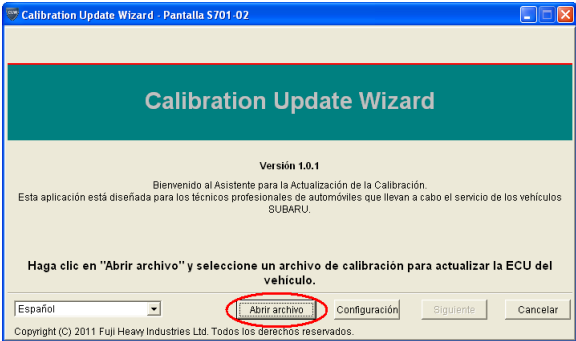 Calibration Update Wizard - Pantalla S701-02
Calibration Update Wizard
Versión 1.0.1
Bienvenido al Asistente para la Actualización de la Calibración.
Esta aplicación está diseñada para los técnicos profesionales de automóviles que llevan a cabo el servicio de los vehículos
SUBARU.
Haga clic en "Abrir archivo" y seleccione un archivo de calibración para actualizar la ECU del
vehículo.
Español Abrir archivo Configuración Siguiente Cancelar
Copyright (C) 2011 Fuji Heavy Industries Ltd. Todos los derechos reservados.